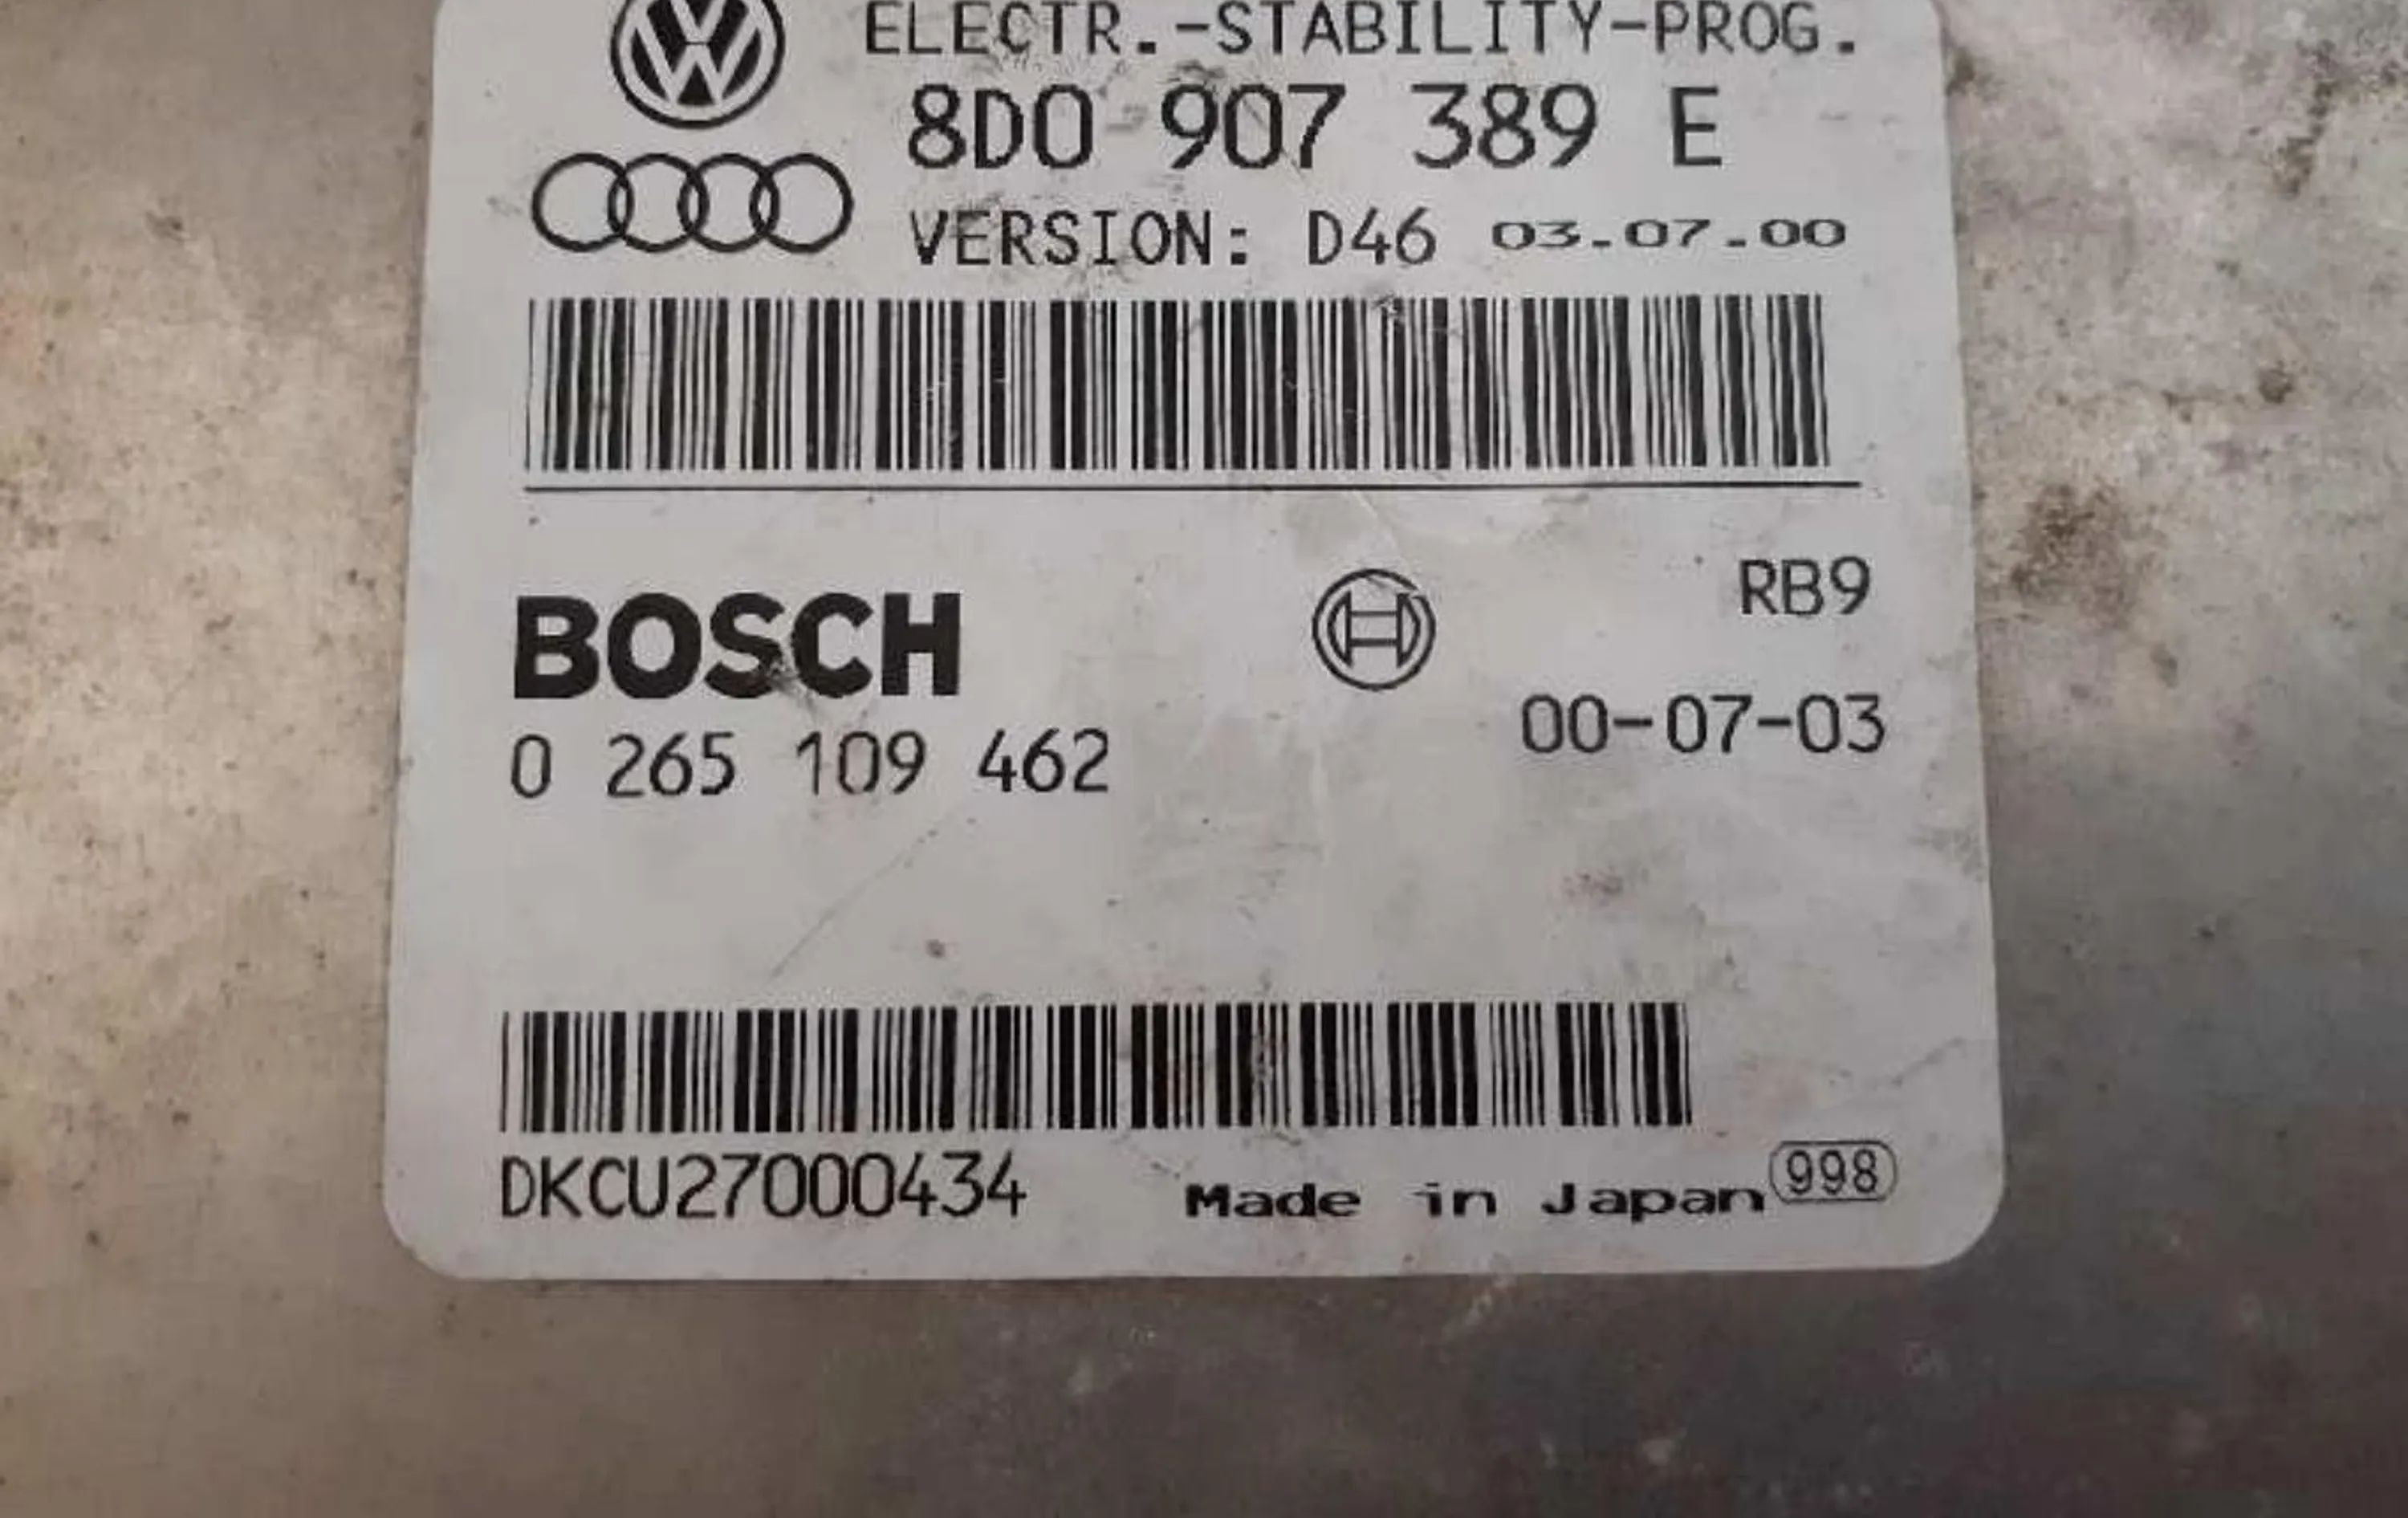 ELECTR.-STABILITY-PROG.
8D0 907 389 E
VERSION: D46 03.07.00
BOSCH
RB9
00-07-03
0 265 109 462
DKCU27000434
Made in Japan 998